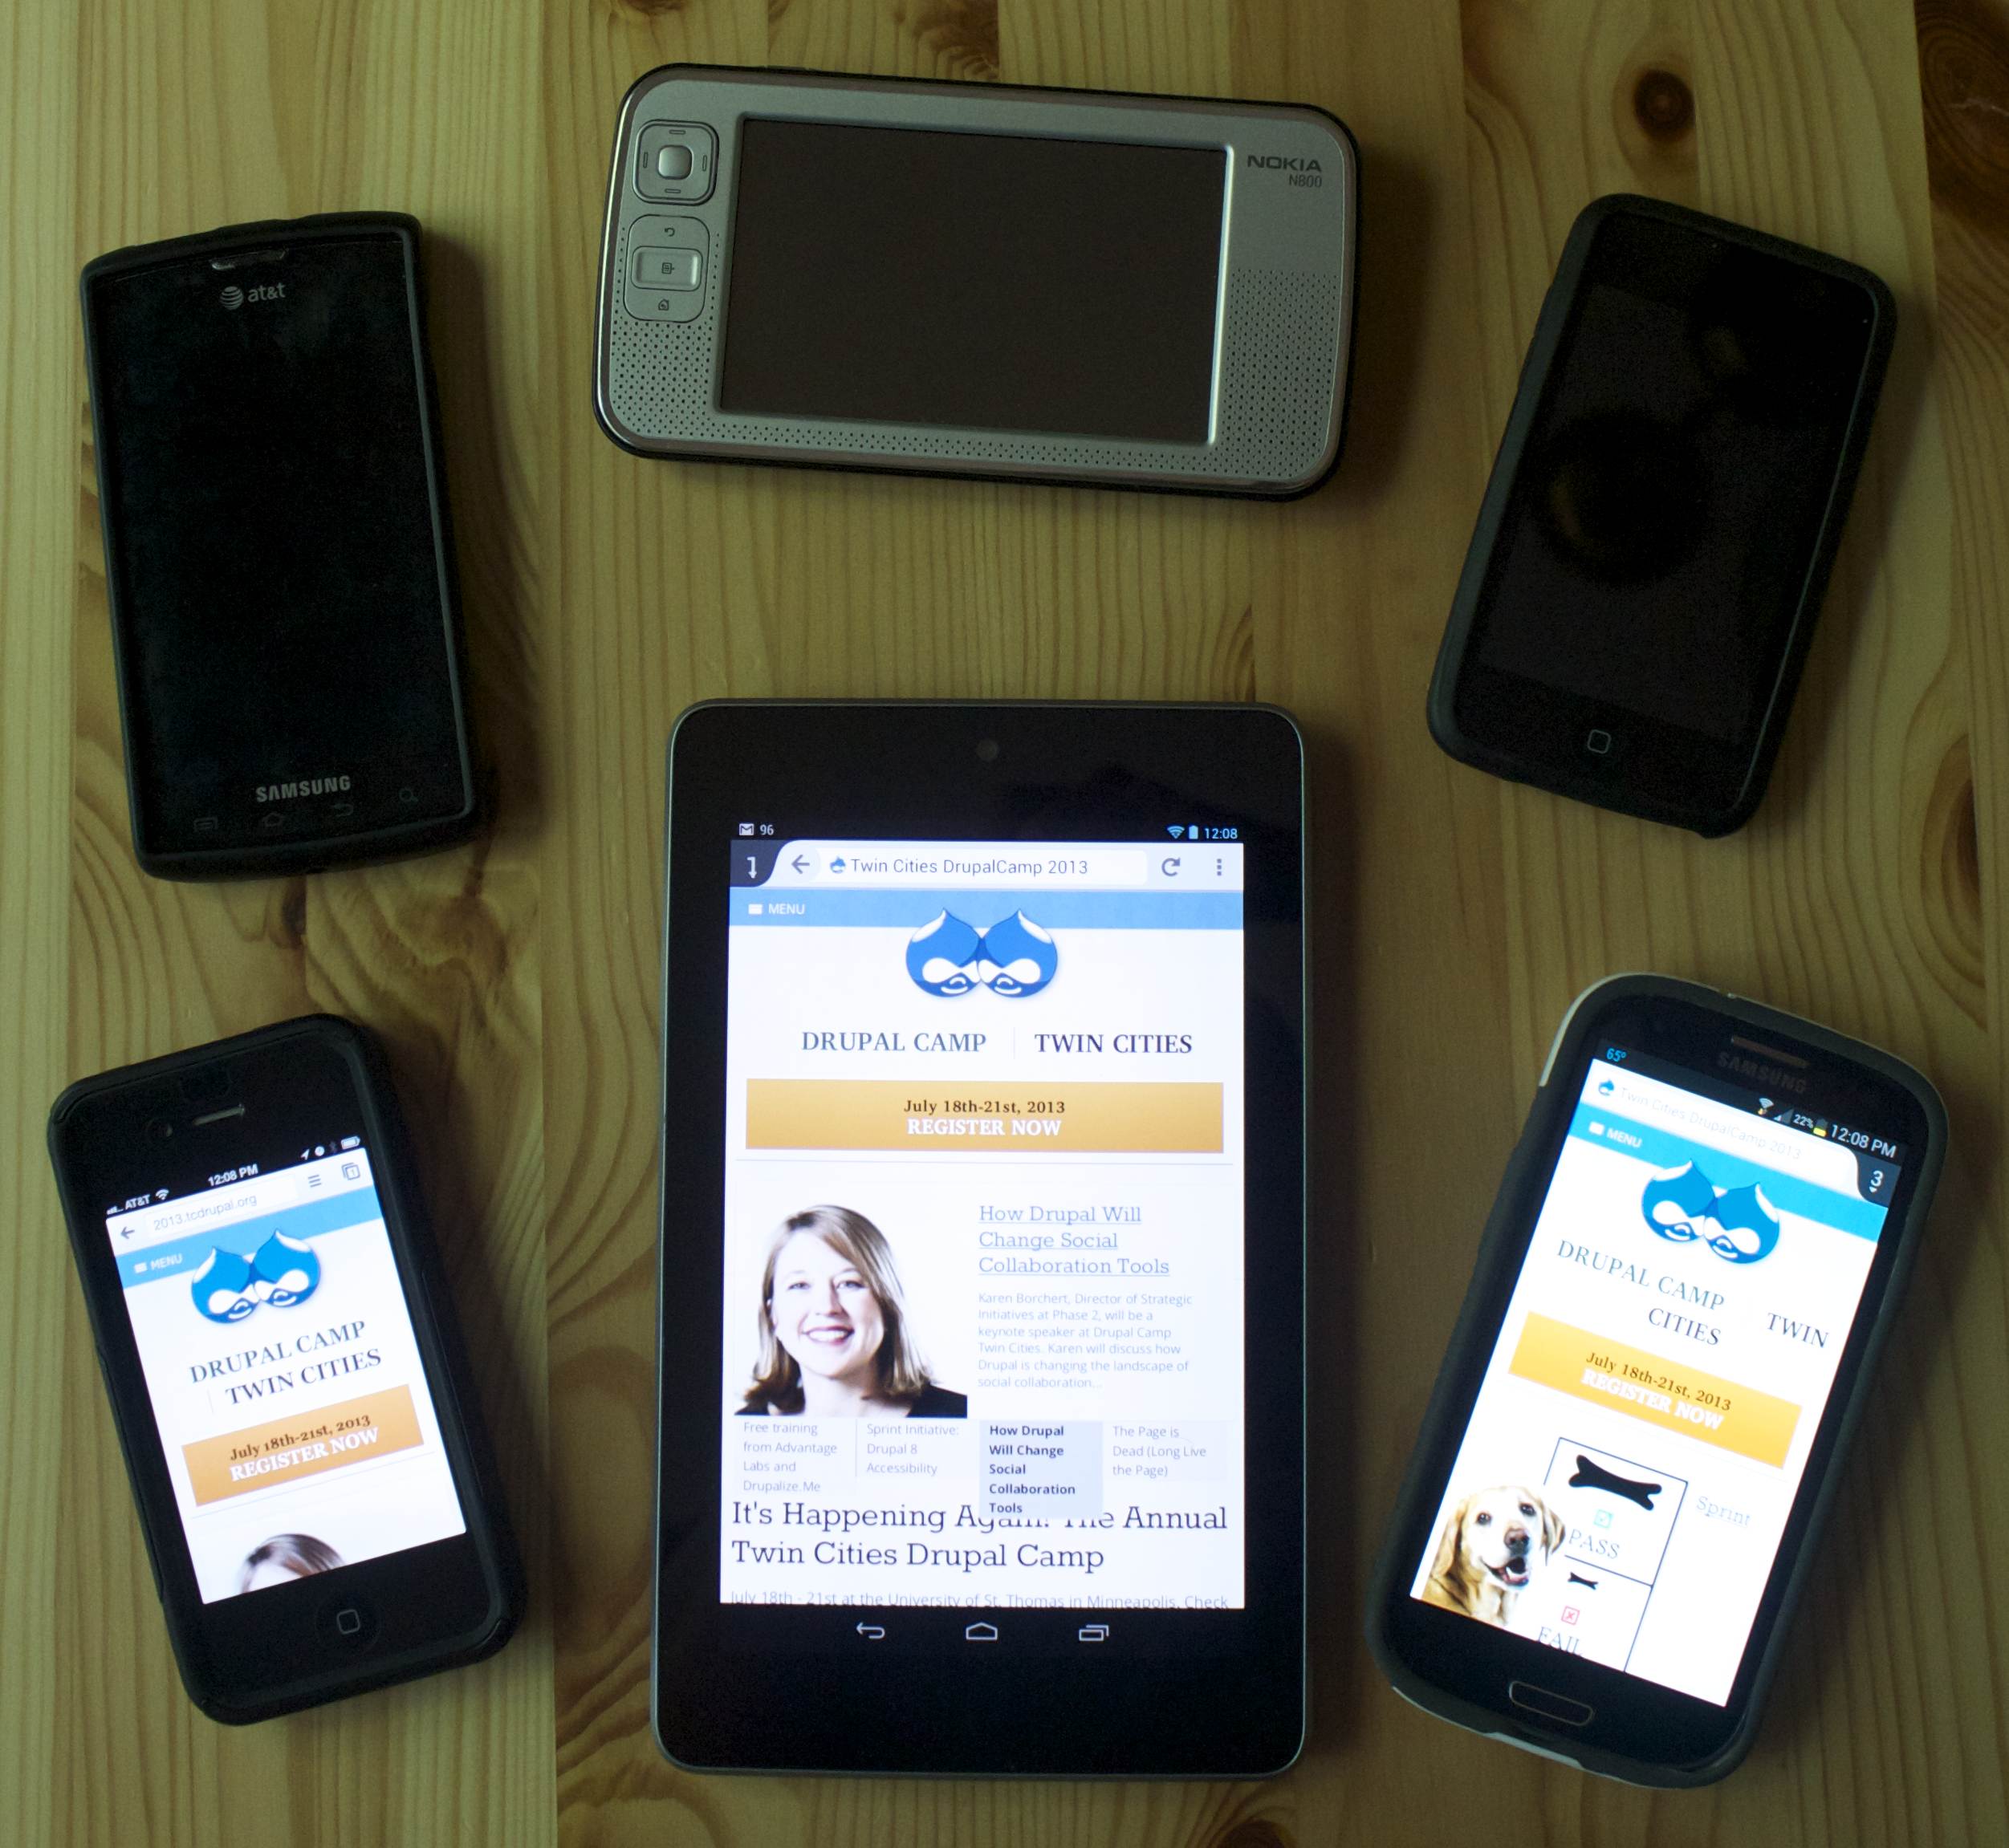 NOKIA
N800
at&t
SAMSUNG
96
12:08
1
Twin Cities DrupalCamp 2013
MENU
DRUPAL CAMP
TWIN CITIES
July 18th-21st, 2013
REGISTER NOW
How Drupal Will
Change Social
Collaboration Tools
Karen Borchert, Director of Strategic
Initiatives at Phase 2, will be a
keynote speaker at Drupal Camp
Twin Cities. Karen will discuss how
Drupal is changing the landscape of
social collaboration...
Free training
from Advantage
Labs and
Drupalize.Me
Sprint Initiative:
Drupal 8
Accessibility
How Drupal
Will Change
Social
Collaboration
Tools
The Page is
Dead (Long Live
the Page)
It's Happening Again! The Annual
Twin Cities Drupal Camp
July 18th - 21st at the University of St. Thomas in Minneapolis. Check
AT&T
12:08 PM
2013.tcdrupal.org
MENU
DRUPAL CAMP
TWIN CITIES
July 18th-21st, 2013
REGISTER NOW
SAMSUNG
65°
22%
12:08 PM
Twin Cities DrupalCamp 2013
3
MENU
DRUPAL CAMP
TWIN
CITIES
July 18th-21st, 2013
REGISTER NOW
Sprint
PASS
FAIL